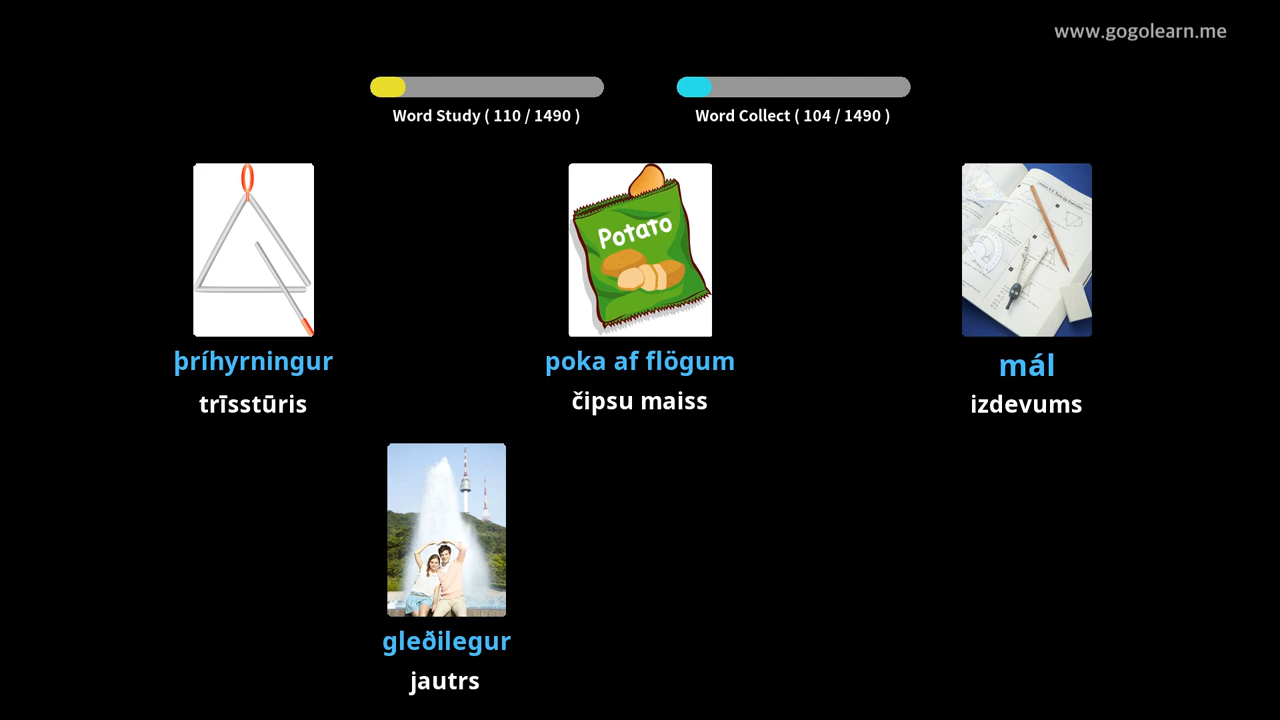 www.gogolearn.me
Word Study ( 110 / 1490 )
Word Collect ( 104 / 1490 )
Potato
þríhyrningur
poka af flögum
mál
trīsstūris
čipsu maiss
izdevums
gleðilegur
jautrs